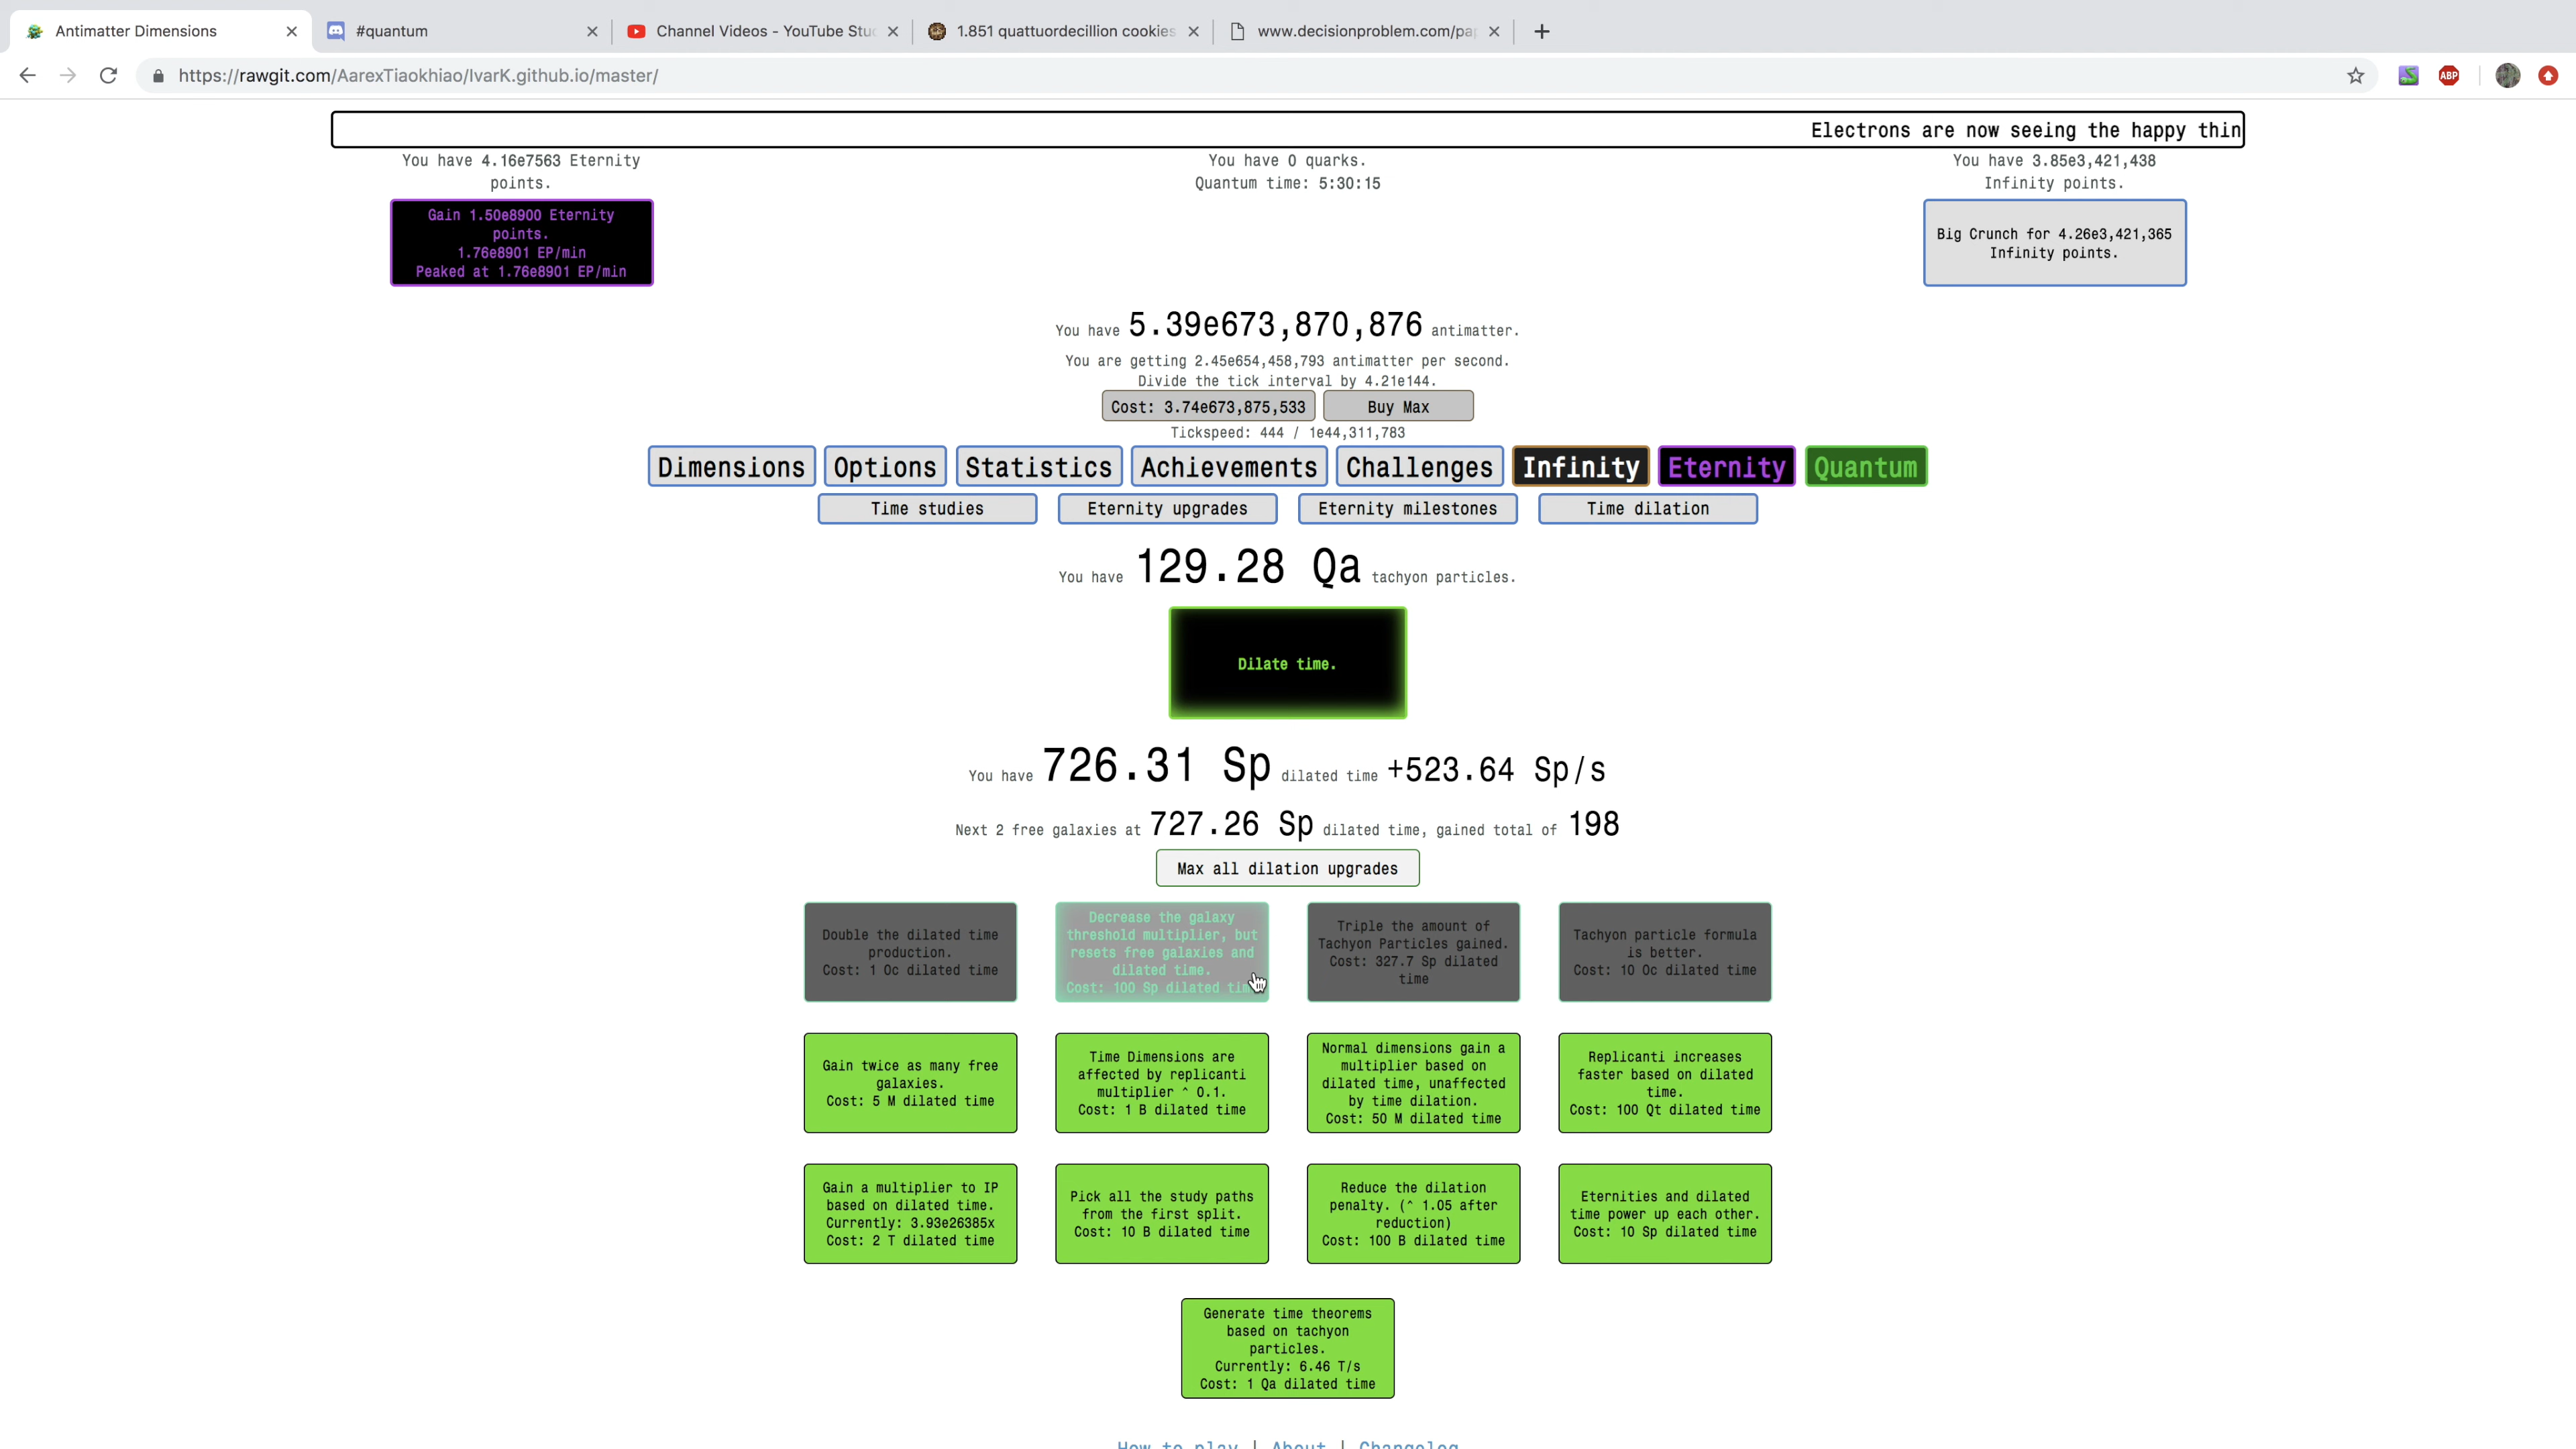 Antimatter Dimensions
#quantum
Channel Videos - YouTube Stu
1.851 quattuordecillion cookies
www.decisionproblem.com/pap
https://rawgit.com/AarexTiaokhiao/IvarK.github.io/master/
ABP
Electrons are now seeing the happy thin
You have 4.16e7563 Eternity
points.
You have 0 quarks.
Quantum time: 5:30:15
You have 3.85e3,421,438
Infinity points.
Gain 1.50e8900 Eternity
points.
1.76e8901 EP/min
Peaked at 1.76e8901 EP/min
Big Crunch for 4.26e3,421,365
Infinity points.
You have 5.39e673,870,876 antimatter.
You are getting 2.45e654,458,793 antimatter per second.
Divide the tick interval by 4.21e144.
Cost: 3.74e673,875,533
Buy Max
Tickspeed: 444 / 1e44,311,783
Dimensions Options Statistics Achievements Challenges Infinity Eternity Quantum
Time studies Eternity upgrades Eternity milestones Time dilation
You have 129.28 Qa tachyon particles.
Dilate time.
You have 726.31 Sp dilated time +523.64 Sp/s
Next 2 free galaxies at 727.26 Sp dilated time, gained total of 198
Max all dilation upgrades
Double the dilated time
production.
Cost: 1 Oc dilated time
Decrease the galaxy
threshold multiplier, but
resets free galaxies and
dilated time.
Cost: 100 Sp dilated
Triple the amount of
Tachyon Particles gained.
Cost: 327.7 Sp dilated
time
Tachyon particle formula
is better.
Cost: 10 Oc dilated time
Gain twice as many free
galaxies.
Cost: 5 M dilated time
Time Dimensions are
affected by replicanti
multiplier ^ 0.1.
Cost: 1 B dilated time
Normal dimensions gain a
multiplier based on
dilated time, unaffected
by time dilation.
Cost: 50 M dilated time
Replicanti increases
faster based on dilated
time.
Cost: 100 Qt dilated time
Gain a multiplier to IP
based on dilated time.
Currently: 3.93e26385x
Cost: 2 T dilated time
Pick all the study paths
from the first split.
Cost: 10 B dilated time
Reduce the dilation
penalty. (^ 1.05 after
reduction)
Cost: 100 B dilated time
Eternities and dilated
time power up each other.
Cost: 10 Sp dilated time
Generate time theorems
based on tachyon
particles.
Currently: 6.46 T/s
Cost: 1 Qa dilated time
How to play | About | Changelog